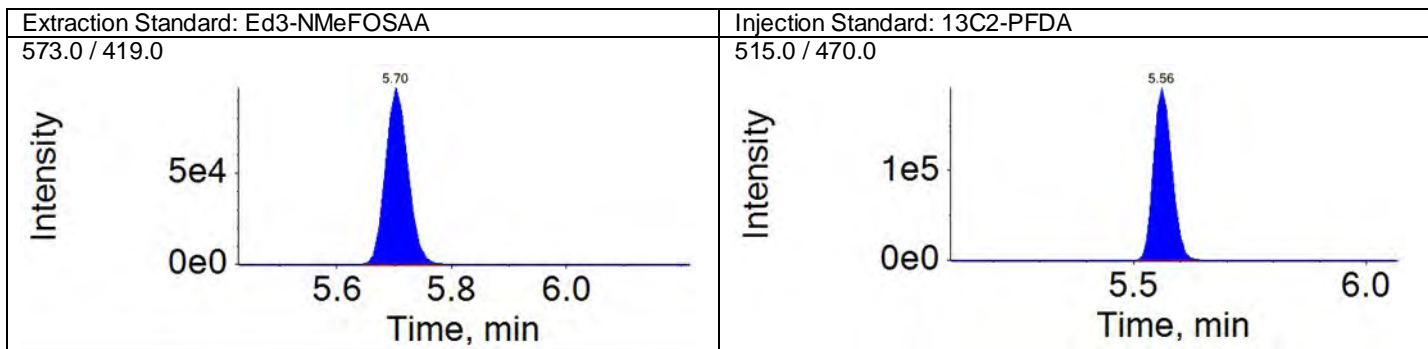 Extraction Standard: Ed3-NMeFOSAA
573.0 / 419.0
5.70
Intensity
5e4
0e0
5.6 5.8 6.0
Time, min
Injection Standard: 13C2-PFDA
515.0 / 470.0
5.56
Intensity
1e5
0e0
5.5 6.0
Time, min